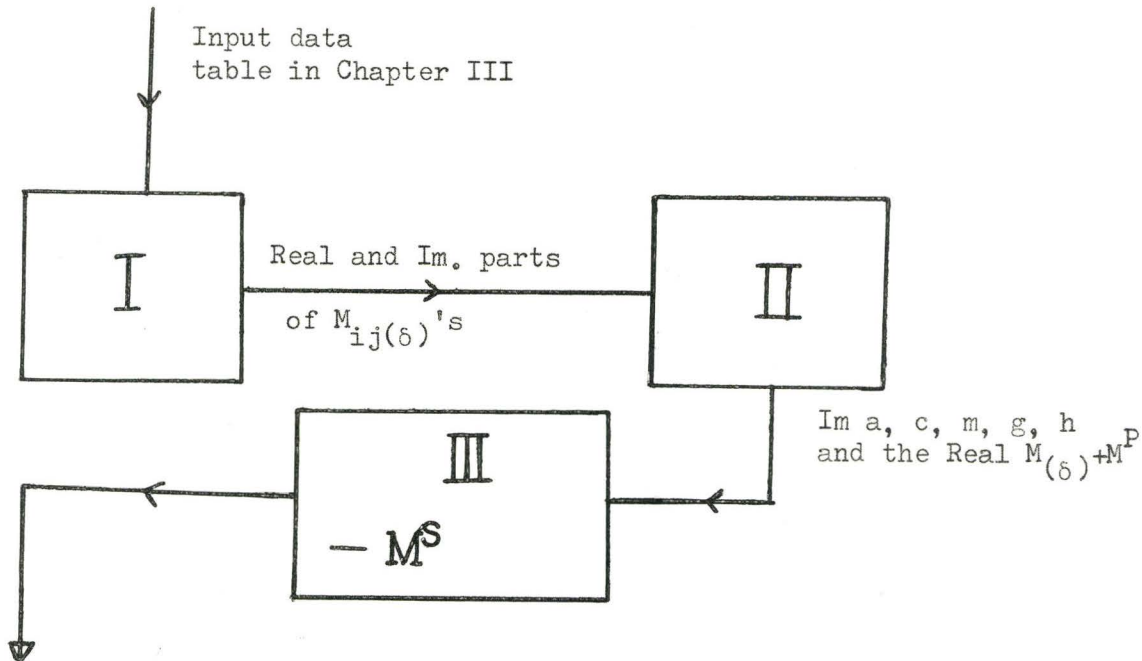 Input data
table in Chapter III
I
Real and Im. parts
of M_ij(δ)'s
II
Im a, c, m, g, h
and the Real M_(δ)+M^P
III
— M^S